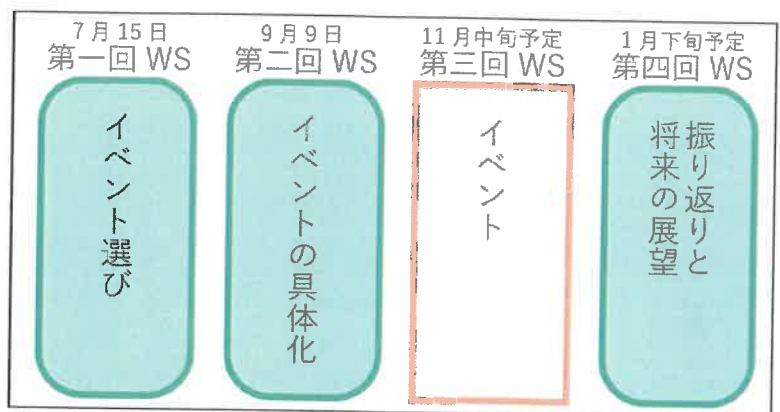 7月15日
第一回 WS
イベント選び
9月9日
第二回 WS
イベントの具体化
11月中旬予定
第三回 WS
イベント
1月下旬予定
第四回 WS
振り返りと
将来の展望